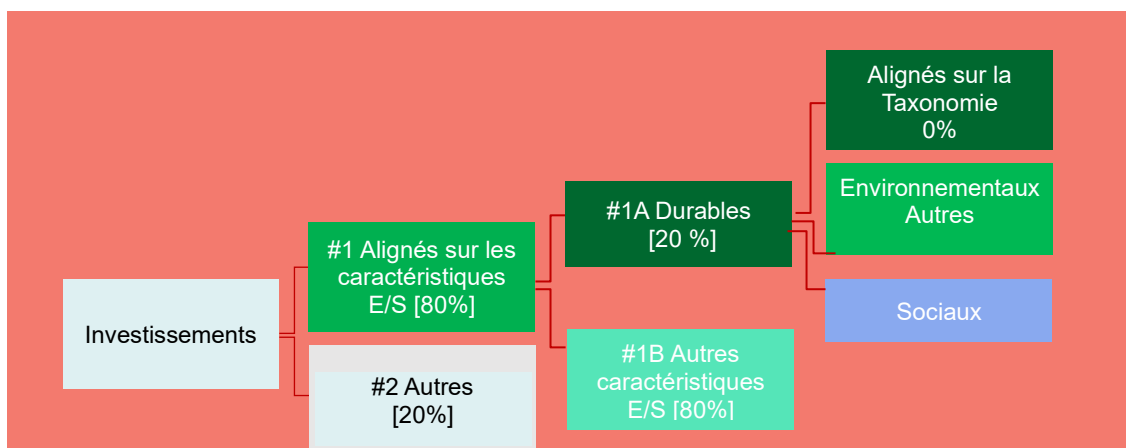 Investissements
#1 Alignés sur les
caractéristiques
E/S [80%]
#2 Autres
[20%]
#1A Durables
[20 %]
#1B Autres
caractéristiques
E/S [80%]
Alignés sur la
Taxonomie
0%
Environnementaux
Autres
Sociaux